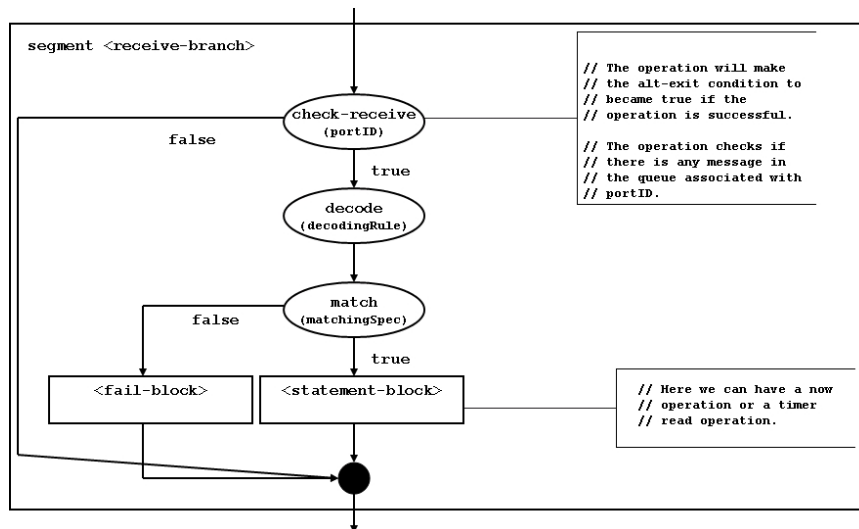 segment <receive-branch>
// The operation will make
// the alt-exit condition to
// became true if the
// operation is successful.
// The operation checks if
// there is any message in
// the queue associated with
// portID.
check-receive
(portID)
false
true
decode
(decodingRule)
match
(matchingSpec)
false
true
<fail-block>
<statement-block>
// Here we can have a now
// operation or a timer
// read operation.